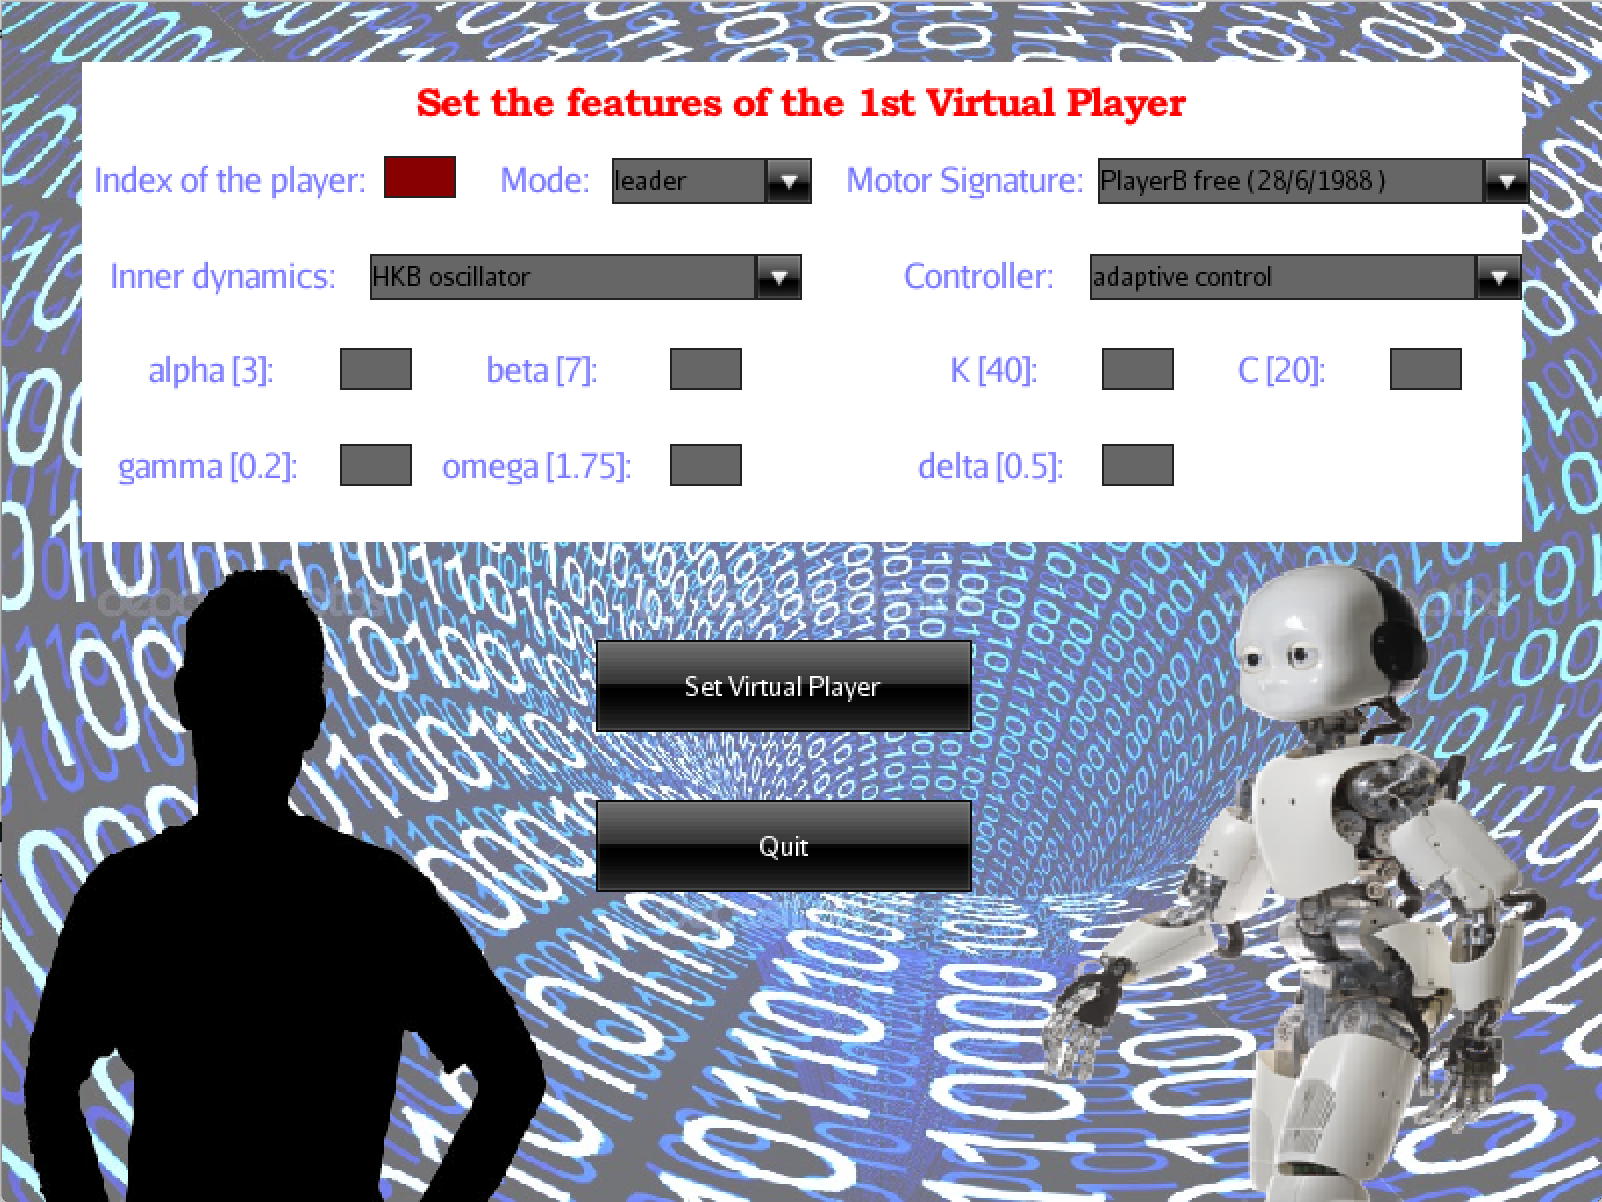 Set the features of the 1st Virtual Player
Index of the player: Mode: leader Motor Signature: PlayerB free (28/6/1988 )
Inner dynamics: HKB oscillator Controller: adaptive control
alpha [3]: beta [7]: K [40]: C [20]:
gamma [0.2]: omega [1.75]: delta [0.5]:
Set Virtual Player
Quit